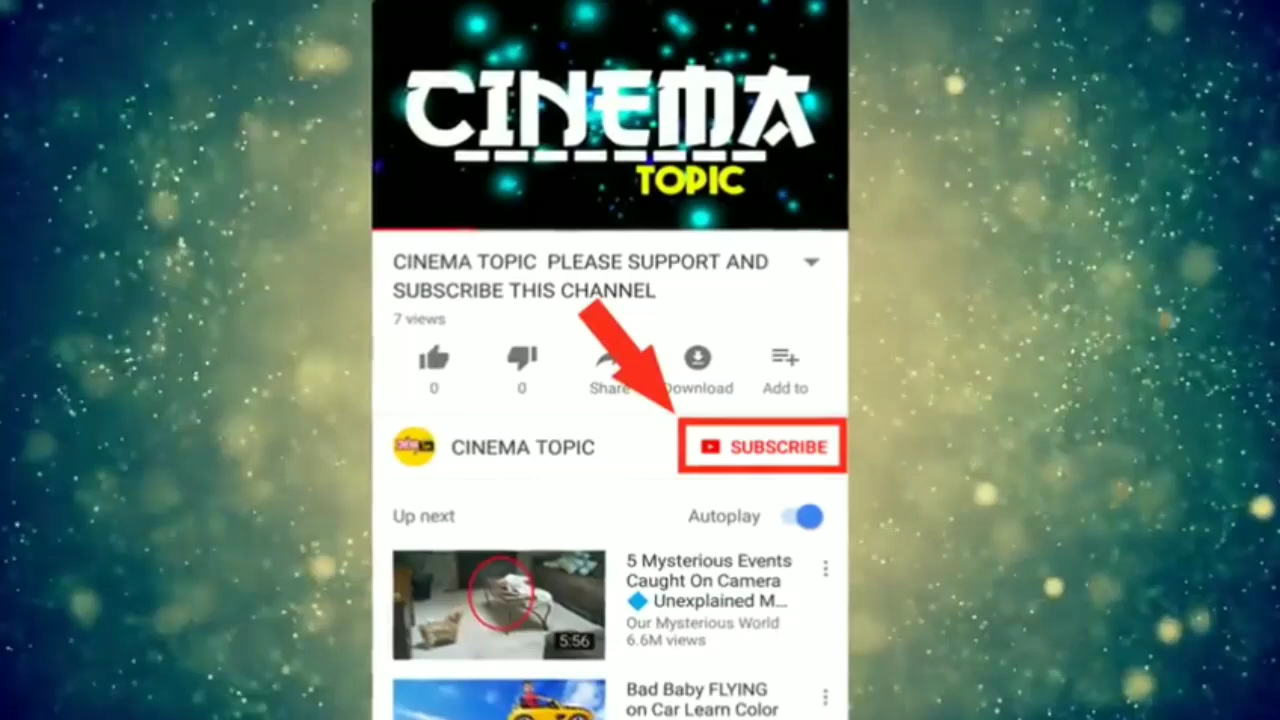 CINEMA
TOPIC
CINEMA TOPIC PLEASE SUPPORT AND
SUBSCRIBE THIS CHANNEL
7 views
0
0
Share
Download
Add to
CINEMA TOPIC
SUBSCRIBE
Up next
Autoplay
5 Mysterious Events
Caught On Camera
🔷 Unexplained M...
Our Mysterious World
6.6M views
5:56
Bad Baby FLYING
on Car Learn Color